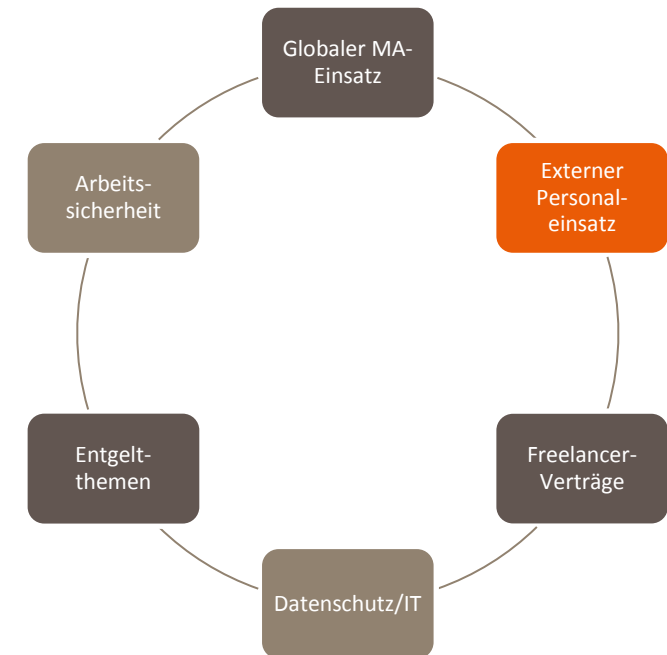 Globaler MA-
Einsatz
Externer
Personal-
einsatz
Freelancer-
Verträge
Datenschutz/IT
Entgelt-
themen
Arbeits-
sicherheit